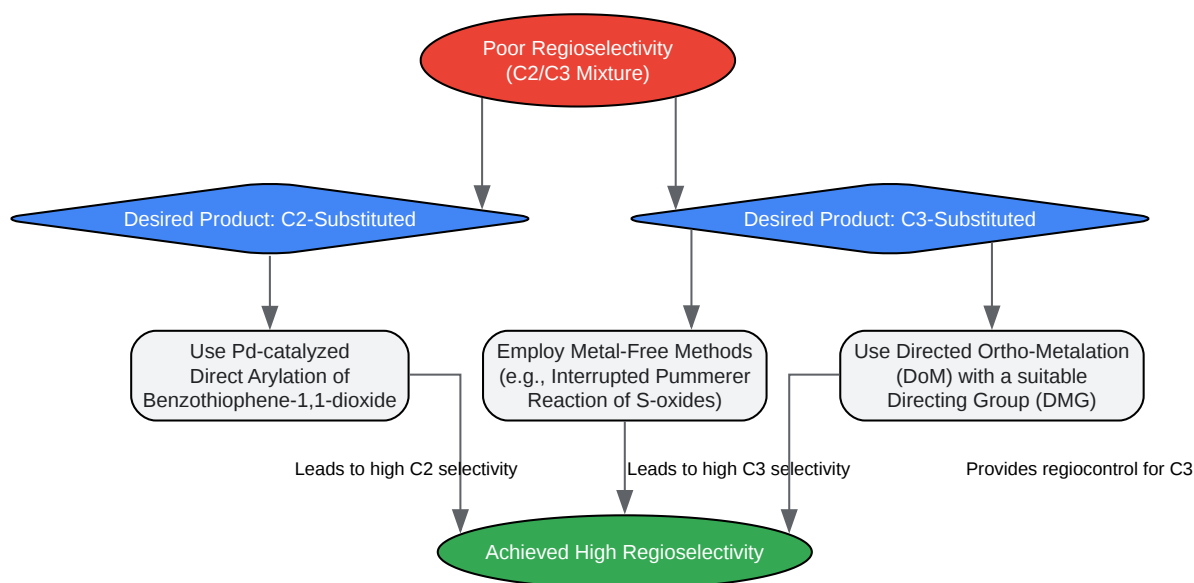 Poor Regioselectivity
(C2/C3 Mixture)
Desired Product: C2-Substituted
Desired Product: C3-Substituted
Use Pd-catalyzed
Direct Arylation of
Benzothiophene-1,1-dioxide
Employ Metal-Free Methods
(e.g., Interrupted Pummerer
Reaction of S-oxides)
Use Directed Ortho-Metalation
(DoM) with a suitable
Directing Group (DMG)
Leads to high C2 selectivity
Leads to high C3 selectivity
Provides regiocontrol for C3
Achieved High Regioselectivity